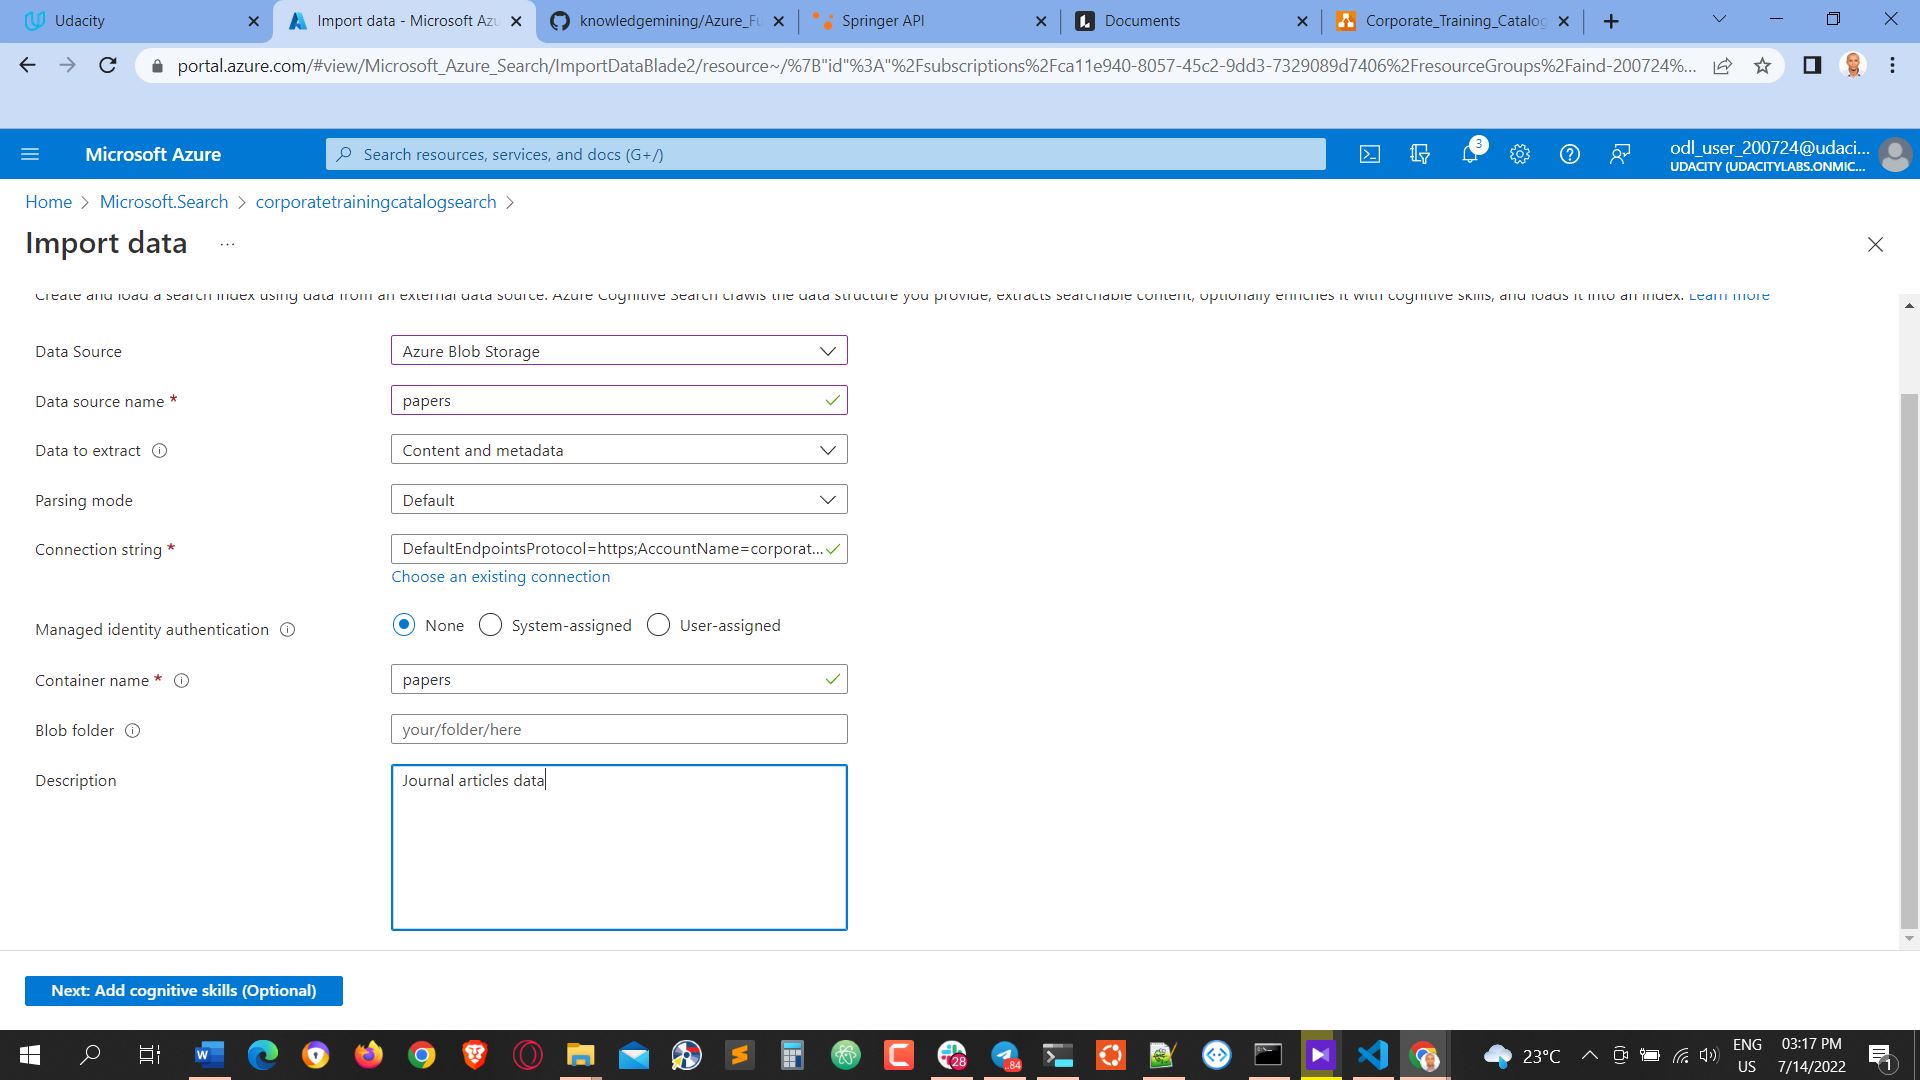 Udacity
Import data - Microsoft Azu
knowledgemining/Azure_Fu
Springer API
Documents
Corporate_Training_Catalog
portal.azure.com/#view/Microsoft_Azure_Search/ImportDataBlade2/resource~/%7B"id"%3A"%2Fsubscriptions%2Fca11e940-8057-45c2-9dd3-7329089d7406%2FresourceGroups%2Faind-200724%...
Microsoft Azure
Search resources, services, and docs (G+/)
3
odl_user_200724@udaci...
UDACITY (UDACITYLABS.ONMIC...
Home > Microsoft.Search > corporatetrainingcatalogsearch >
Import data ...
Create and load a search index using data from an external data source. Azure Cognitive Search crawls the data structure you provide, extracts searchable content, optionally enriches it with cognitive skills, and loads it into an index. Learn more
Data Source Azure Blob Storage
Data source name * papers
Data to extract Content and metadata
Parsing mode Default
Connection string * DefaultEndpointsProtocol=https;AccountName=corporat...
Choose an existing connection
Managed identity authentication None System-assigned User-assigned
Container name * papers
Blob folder your/folder/here
Description Journal articles data
Next: Add cognitive skills (Optional)
28
84
23°C
ENG
US
03:17 PM
7/14/2022
1